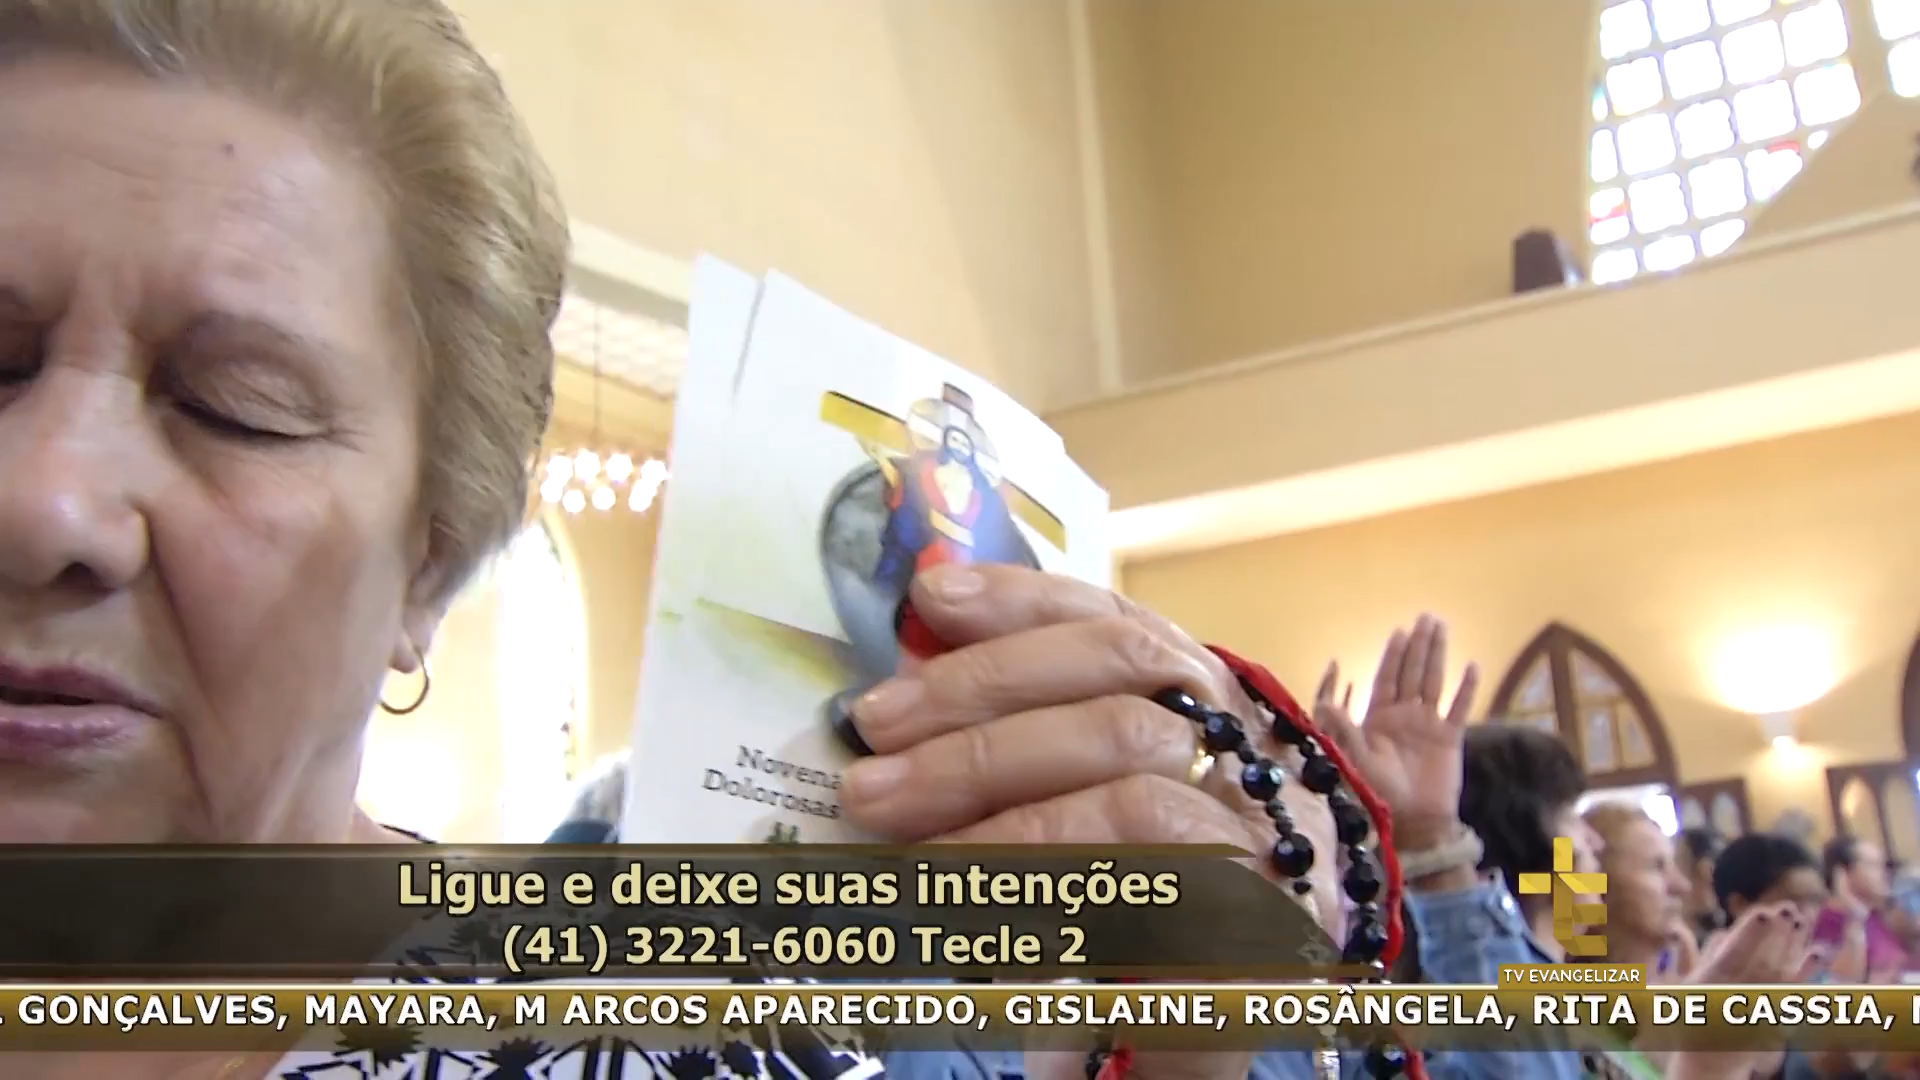 Novena
Dolorosas
Ligue e deixe suas intenções
(41) 3221-6060 Tecle 2
TV EVANGELIZAR
GONÇALVES, MAYARA, M ARCOS APARECIDO, GISLAINE, ROSÂNGELA, RITA DE CASSIA,